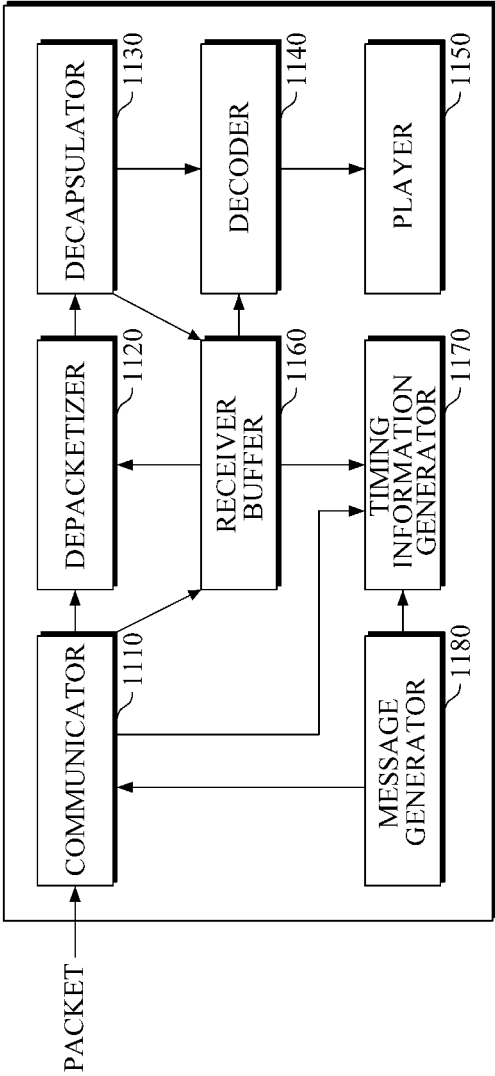 PACKET
COMMUNICATOR
1110
DEPACKETIZER
1120
DECAPSULATOR
1130
RECEIVER
BUFFER
1160
DECODER
1140
MESSAGE
GENERATOR
1180
TIMING
INFORMATION
GENERATOR
1170
PLAYER
1150